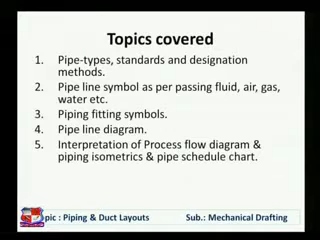 Topics covered
1. Pipe-types, standards and designation
methods.
2. Pipe line symbol as per passing fluid, air, gas,
water etc.
3. Piping fitting symbols.
4. Pipe line diagram.
5. Interpretation of Process flow diagram &
piping isometrics & pipe schedule chart.
pic : Piping & Duct Layouts Sub.: Mechanical Drafting